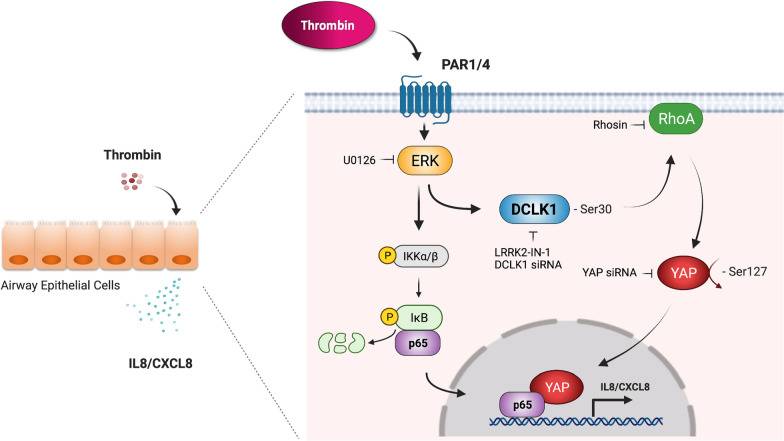 Thrombin
PAR1/4
Thrombin
Airway Epithelial Cells
IL8/CXCL8
U0126
ERK
Rhosin
RhoA
DCLK1
- Ser30
LRRK2-IN-1
DCLK1 siRNA
P
IKKα/β
YAP siRNA
YAP
- Ser127
P
IκB
p65
YAP
p65
IL8/CXCL8